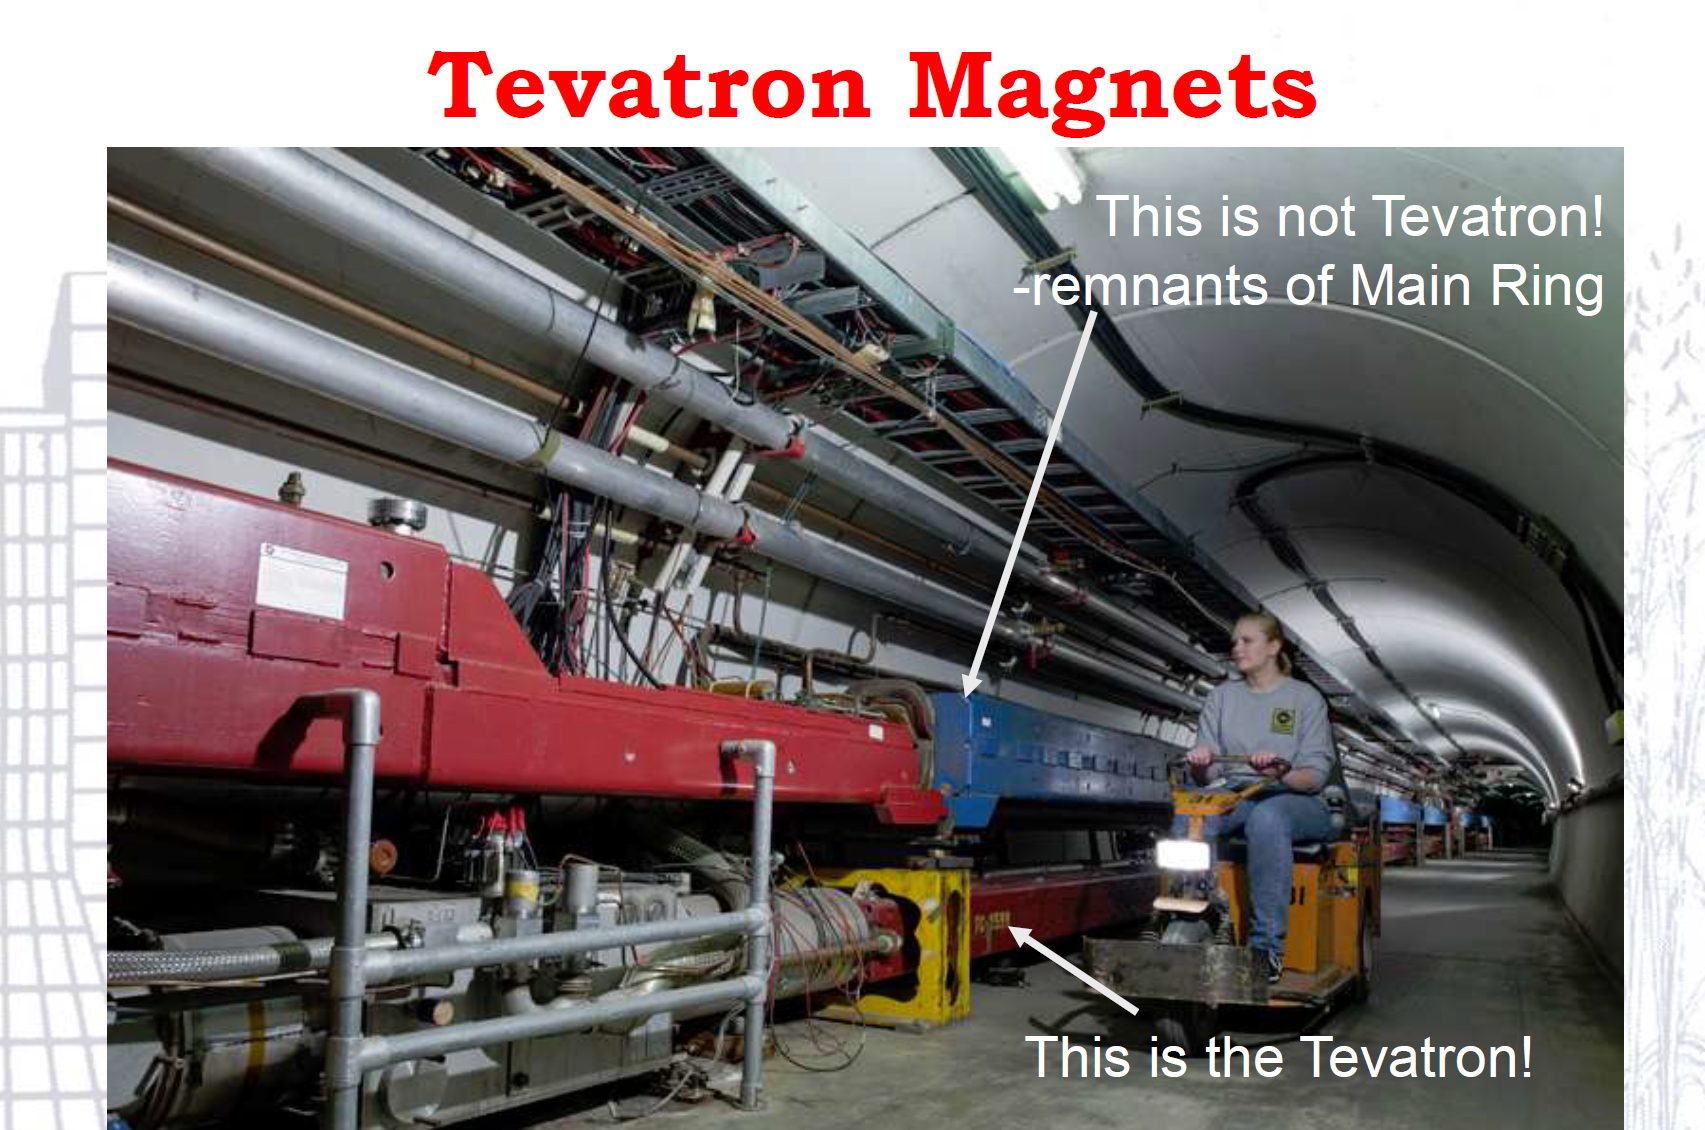 Tevatron Magnets
This is not Tevatron!
-remnants of Main Ring
This is the Tevatron!